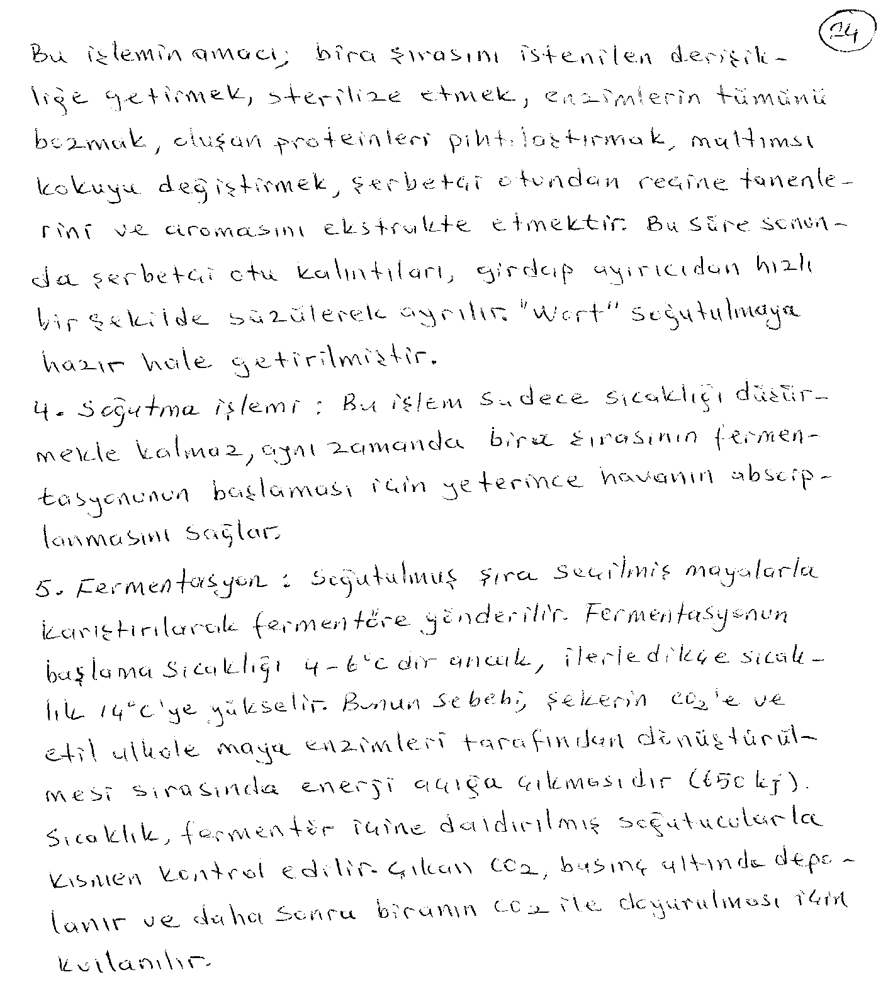 24
Bu işlemin amacı; bira şırasını istenilen derişik-
liğe getirmek, sterilize etmek, enzimlerin tümünü
bozmak, oluşan proteinleri pıhtılaştırmak, maltımsı
kokuyu değiştirmek, şerbetçi otundan reçine tanenle-
rini ve aromasını ekstrakte etmektir. Bu süre sonun-
da şerbetçi otu kalıntıları, girdap ayırıcıdan hızlı
bir şekilde süzülerek ayrılır. "Wort" soğutulmaya
hazır hale getirilmiştir.
4. Soğutma işlemi : Bu işlem sadece sıcaklığı düşür-
mekle kalmaz, aynı zamanda bira şırasının fermen-
tasyonunun başlaması için yeterince havanın absorp-
lanmasını sağlar.
5. Fermentasyon : Soğutulmuş şıra seçilmiş mayalarla
karıştırılarak fermentöre gönderilir. Fermentasyonun
başlama sıcaklığı 4-6°C dir ancak, ilerledikçe sıcak-
lık 14°C'ye yükselir. Bunun sebebi; şekerin CO2'e ve
etil alkole maya enzimleri tarafından dönüştürül-
mesi sırasında enerji açığa çıkmasıdır (650 kj).
Sıcaklık, fermentör içine daldırılmış soğutucularla
kısmen kontrol edilir. Çıkan CO2, basınç altında depo-
lanır ve daha sonra biranın CO2 ile doyurulması için
kullanılır.